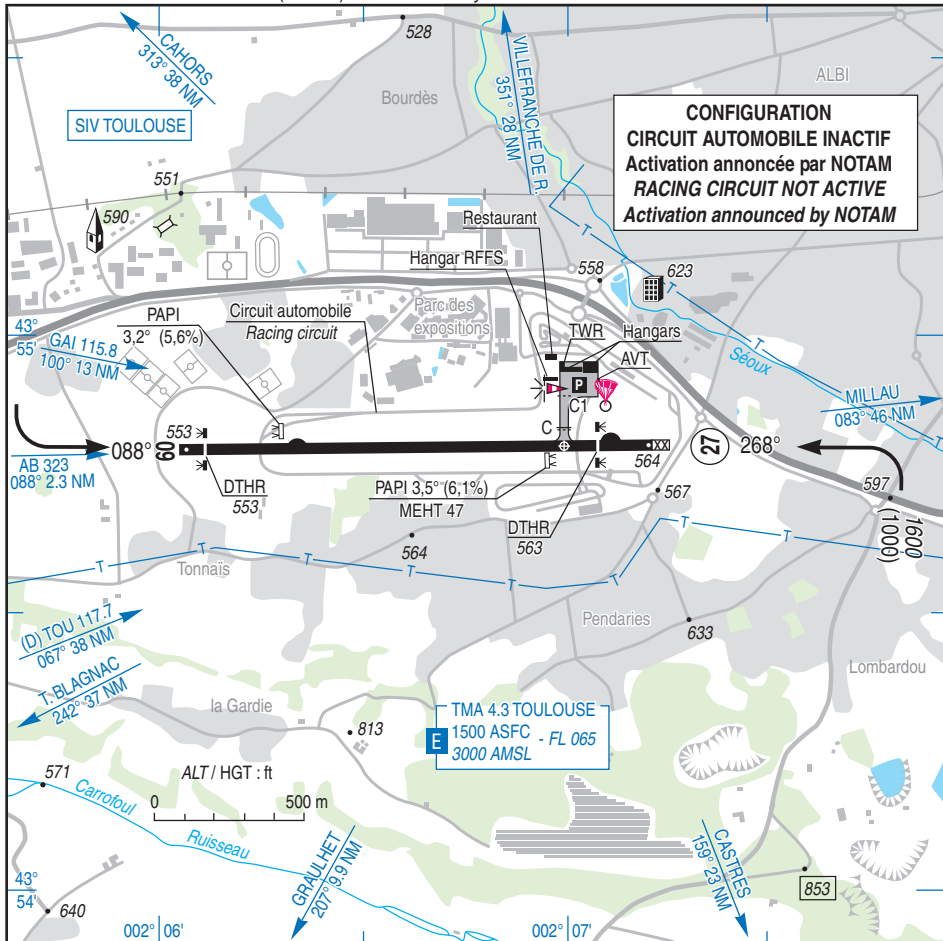 528
CAHORS
313° 38 NM
SIV TOULOUSE
Bourdès
VILLEFRANCHE DE R.
351° 28 NM
ALBI
CONFIGURATION
CIRCUIT AUTOMOBILE INACTIF
Activation annoncée par NOTAM
RACING CIRCUIT NOT ACTIVE
Activation announced by NOTAM
551
590
Restaurant
Hangar RFFS
558
623
T
T
T
PAPI
3,2° (5,6%)
Circuit automobile
Racing circuit
Parc des
expositions
TWR
Hangars
AVT
P
C1
C
Séoux
43°
55'
GAI 115.8
100° 13 NM
MILLAU
083° 46 NM
088°
09
553
AB 323
088° 2.3 NM
DTHR
553
PAPI 3,5° (6,1%)
MEHT 47
DTHR
563
XX
564
27
268°
567
597
1600
(1000)
564
T
T
T
T
T
T
T
Tonnaïs
Pendaries
633
Lombardou
(D) TOU 117.7
067° 38 NM
T. BLAGNAC
242° 37 NM
la Gardie
813
E
TMA 4.3 TOULOUSE
1500 ASFC
3000 AMSL
- FL 065
571
Carrofoul
Ruisseau
ALT / HGT : ft
0 500 m
GRAULHET
207° 9.9 NM
CASTRES
159° 23 NM
853
43°
54'
640
002° 06'
002° 07'